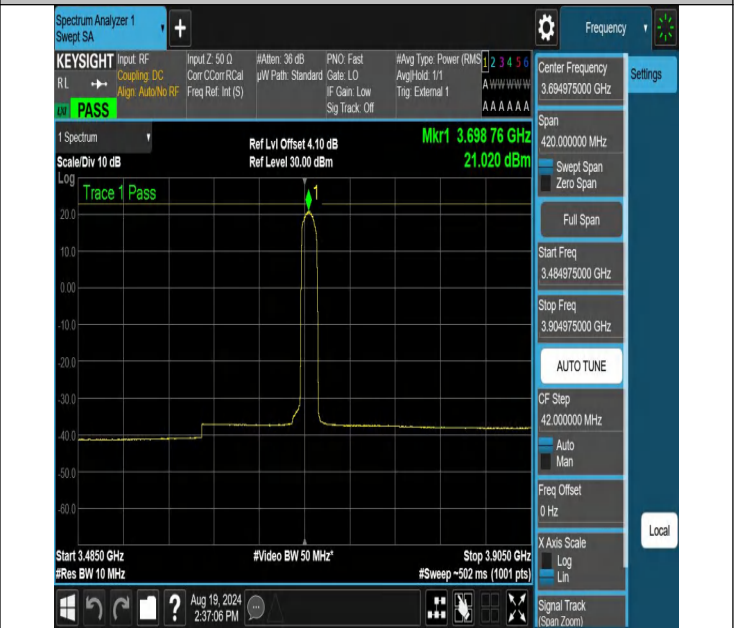 Spectrum Analyzer 1
Swept SA
+
Frequency
KEYSIGHT
RL
Input: RF
Coupling: DC
Align: Auto/No RF
Input Z: 50 Ω
Corr CCorr RCal
Freq Ref: Int (S)
#Atten: 36 dB
µW Path: Standard
PNO: Fast
Gate: LO
IF Gain: Low
Sig Track: Off
#Avg Type: Power (RMS
Avg|Hold: 1/1
Trig: External 1
1 2 3 4 5 6
A W W W W W
A A A A A A
PASS
1 Spectrum
Scale/Div 10 dB
Ref Lvl Offset 4.10 dB
Ref Level 30.00 dBm
Mkr1 3.698 76 GHz
21.020 dBm
Log
Trace 1 Pass
1
20.0
10.0
0.00
-10.0
-20.0
-30.0
-40.0
-50.0
-60.0
Start 3.4850 GHz
#Res BW 10 MHz
#Video BW 50 MHz*
Stop 3.9050 GHz
#Sweep ~502 ms (1001 pts)
Center Frequency
3.694975000 GHz
Settings
Span
420.000000 MHz
Swept Span
Zero Span
Full Span
Start Freq
3.484975000 GHz
Stop Freq
3.904975000 GHz
AUTO TUNE
CF Step
42.000000 MHz
Auto
Man
Freq Offset
0 Hz
X Axis Scale
Log
Lin
Local
Signal Track
(Span Zoom)
?
Aug 19, 2024
2:37:06 PM